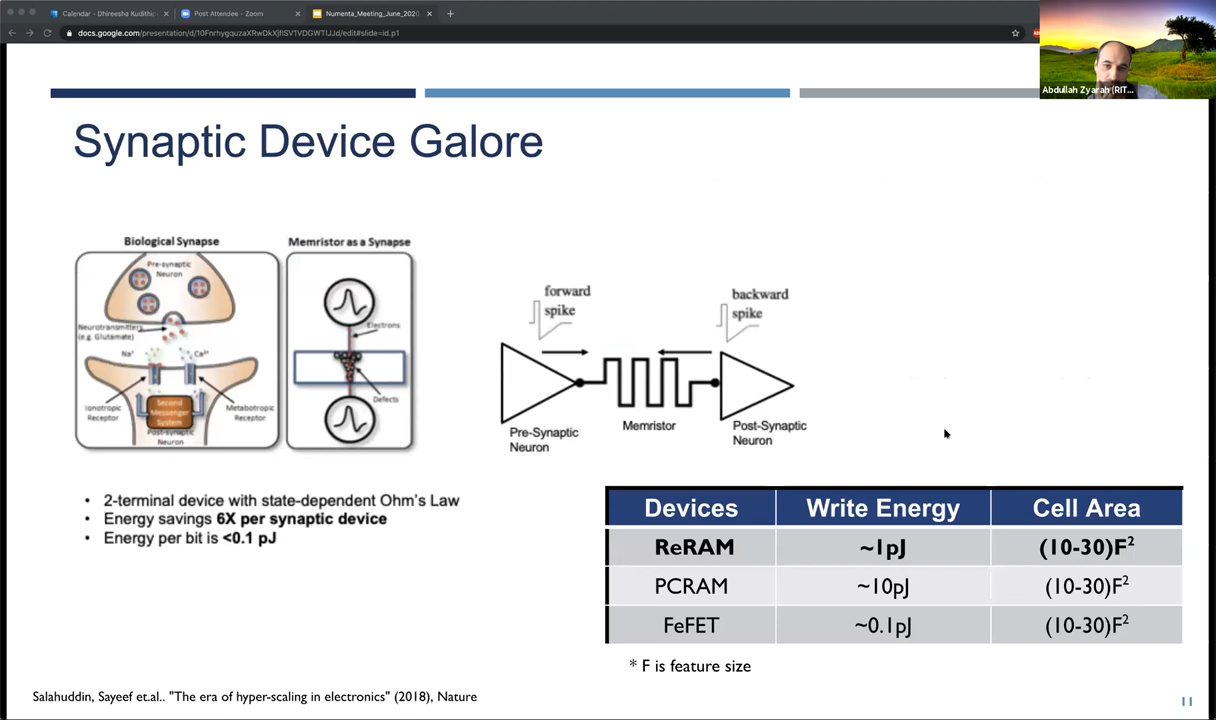 Calendar - Dhireesha Kudithip
Post Attendee - Zoom
Numenta_Meeting_June_2020
Abdullah Zyarah (RIT...
Synaptic Device Galore
Biological Synapse
Pre-synaptic
Neuron
Neurotransmitters
(e.g. Glutamate)
Na⁺
Ca²⁺
Ionotropic
Receptor
Second
Messenger
System
Metabotropic
Receptor
Post-synaptic
Neuron
Memristor as a Synapse
Electrons
Defects
forward
spike
backward
spike
Pre-Synaptic
Neuron
Memristor
Post-Synaptic
Neuron
• 2-terminal device with state-dependent Ohm's Law
• Energy savings 6X per synaptic device
• Energy per bit is <0.1 pJ
Devices Write Energy Cell Area
ReRAM ~1pJ (10-30)F²
PCRAM ~10pJ (10-30)F²
FeFET ~0.1pJ (10-30)F²
* F is feature size
Salahuddin, Sayeef et.al.. "The era of hyper-scaling in electronics" (2018), Nature
11